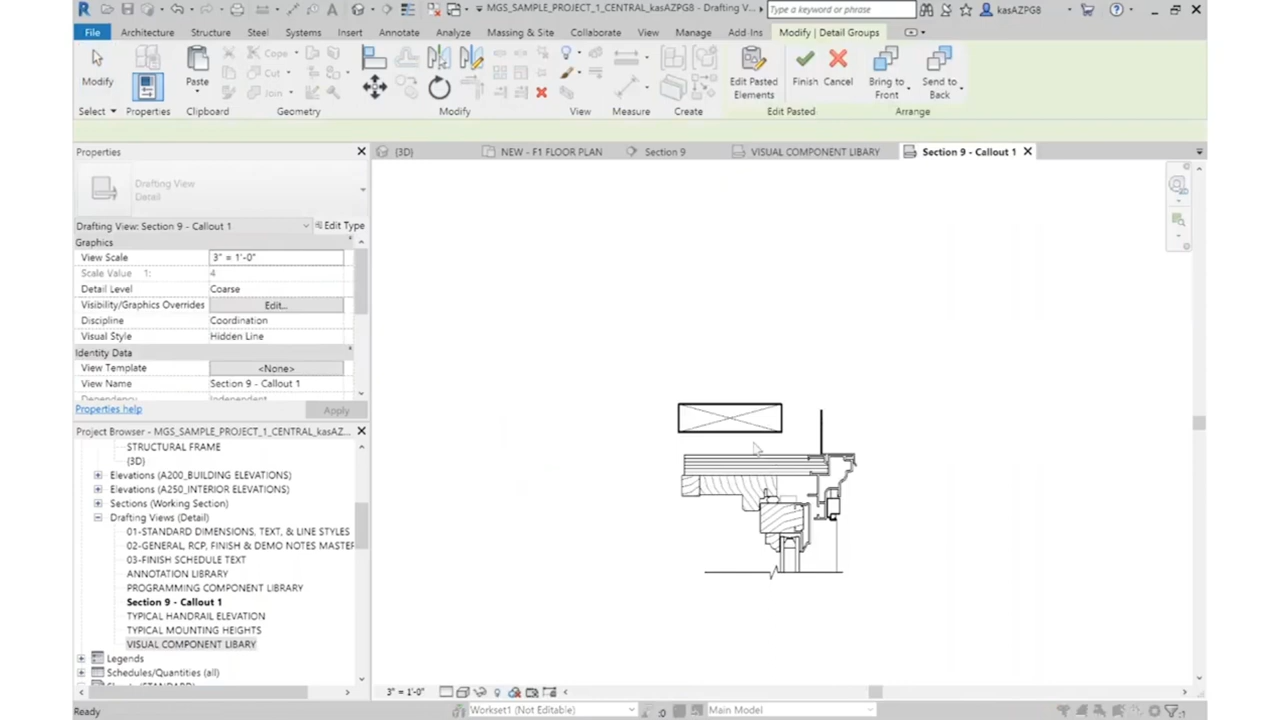 MGS_SAMPLE_PROJECT_1_CENTRAL_kasAZPG8 - Drafting V...
Type a keyword or phrase
kasAZPG8
File Architecture Structure Steel Systems Insert Annotate Analyze Massing & Site Collaborate View Manage Add-Ins Modify | Detail Groups
Cope
Cut
Join
Modify
Paste
Edit Pasted Elements
Finish
Cancel
Bring to Front
Send to Back
Select Properties Clipboard Geometry Modify View Measure Create Edit Pasted Arrange
Properties
{3D}
NEW - F1 FLOOR PLAN
Section 9
VISUAL COMPONENT LIBRARY
Section 9 - Callout 1
Drafting View
Detail
Drafting View: Section 9 - Callout 1
Edit Type
Graphics
View Scale 3" = 1'-0"
Scale Value 1: 4
Detail Level Coarse
Visibility/Graphics Overrides Edit...
Discipline Coordination
Visual Style Hidden Line
Identity Data
View Template <None>
View Name Section 9 - Callout 1
Dependency Independent
Properties help
Apply
Project Browser - MGS_SAMPLE_PROJECT_1_CENTRAL_kasAZ...
STRUCTURAL FRAME
{3D}
Elevations (A200_BUILDING ELEVATIONS)
Elevations (A250_INTERIOR ELEVATIONS)
Sections (Working Section)
Drafting Views (Detail)
01-STANDARD DIMENSIONS, TEXT, & LINE STYLES
02-GENERAL, RCP, FINISH & DEMO NOTES MASTER
03-FINISH SCHEDULE TEXT
ANNOTATION LIBRARY
PROGRAMMING COMPONENT LIBRARY
Section 9 - Callout 1
TYPICAL HANDRAIL ELEVATION
TYPICAL MOUNTING HEIGHTS
VISUAL COMPONENT LIBARY
Legends
Schedules/Quantities (all)
3" = 1'-0"
Ready
Workset1 (Not Editable)
:0
Main Model
:1